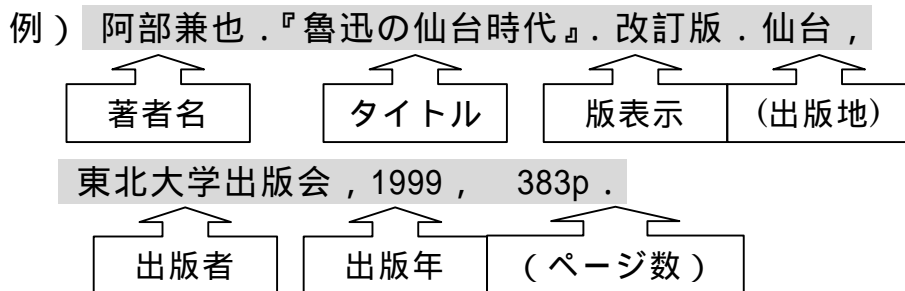 例） 阿部兼也．『魯迅の仙台時代』．改訂版．仙台，
著者名 タイトル 版表示 (出版地)
東北大学出版会，1999， 383p．
出版者 出版年 （ページ数）